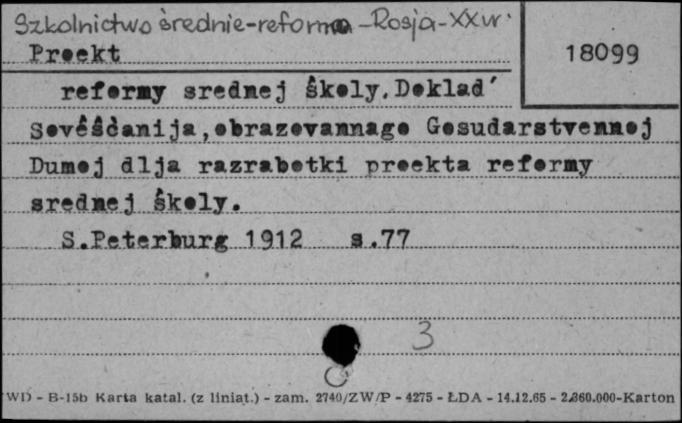 Szkolnictwo średnie-reforma-Rosja-XXw.
Proekt
18099
reformy srednej školy. Doklad'
Sověščanija, obrazovannago Gosudarstvennoj
Dumoj dlja razrabotki proekta reformy
srednej školy.
S.Peterburg 1912 s.77
3
WD - B-15b Karta katal. (z liniat.) - zam. 2740/ZW/P - 4275 - ŁDA - 14.12.65 - 2.360.000-Karton